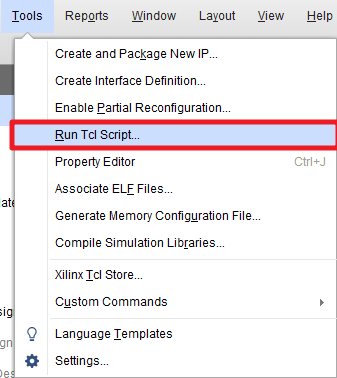 Tools Reports Window Layout View Help
Create and Package New IP...
Create Interface Definition...
Enable Partial Reconfiguration...
Run Tcl Script...
Property Editor Ctrl+J
Associate ELF Files...
Generate Memory Configuration File...
Compile Simulation Libraries...
Xilinx Tcl Store...
Custom Commands
Language Templates
Settings...